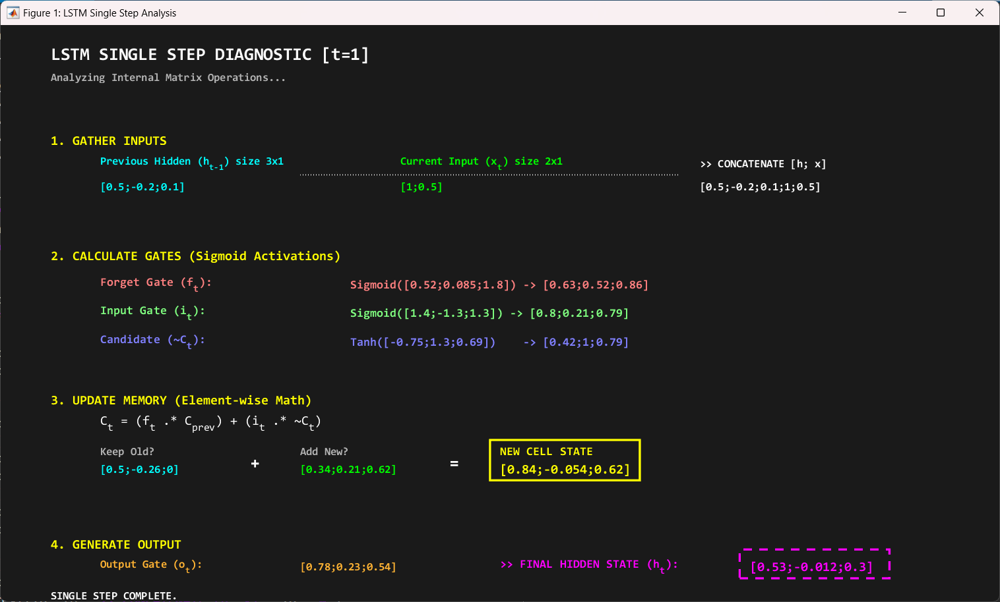 Figure 1: LSTM Single Step Analysis
LSTM SINGLE STEP DIAGNOSTIC [t=1]
Analyzing Internal Matrix Operations...
1. GATHER INPUTS
Previous Hidden (h_{t-1}) size 3x1
Current Input (x_t) size 2x1
>> CONCATENATE [h; x]
[0.5;-0.2;0.1]
[1;0.5]
[0.5;-0.2;0.1;1;0.5]
2. CALCULATE GATES (Sigmoid Activations)
Forget Gate (f_t):
Sigmoid([0.52;0.085;1.8]) -> [0.63;0.52;0.86]
Input Gate (i_t):
Sigmoid([1.4;-1.3;1.3]) -> [0.8;0.21;0.79]
Candidate (~C_t):
Tanh([-0.75;1.3;0.69]) -> [0.42;1;0.79]
3. UPDATE MEMORY (Element-wise Math)
C_t = (f_t .* C_{prev}) + (i_t .* ~C_t)
Keep Old?
[0.5;-0.26;0]
+
Add New?
[0.34;0.21;0.62]
=
NEW CELL STATE
[0.84;-0.054;0.62]
4. GENERATE OUTPUT
Output Gate (o_t):
[0.78;0.23;0.54]
>> FINAL HIDDEN STATE (h_t):
[0.53;-0.012;0.3]
SINGLE STEP COMPLETE.